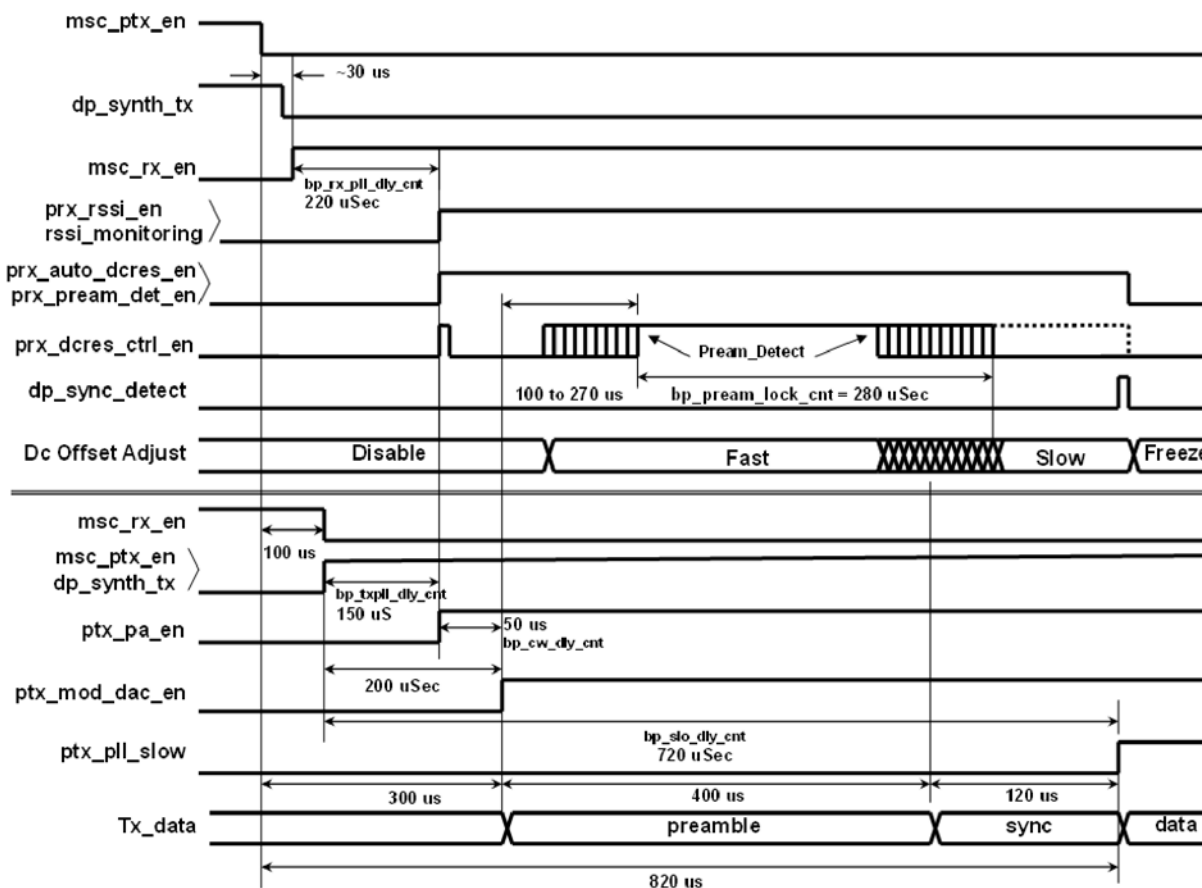 msc_ptx_en
~30 us
dp_synth_tx
msc_rx_en
bp_rx_pll_dly_cnt
220 uSec
prx_rssi_en
rssi_monitoring
prx_auto_dcres_en
prx_pream_det_en
prx_dcres_ctrl_en
Pream_Detect
dp_sync_detect
100 to 270 us
bp_pream_lock_cnt = 280 uSec
Dc Offset Adjust
Disable
Fast
Slow
Freeze
msc_rx_en
100 us
msc_ptx_en
dp_synth_tx
bp_txpll_dly_cnt
150 uS
ptx_pa_en
50 us
bp_cw_dly_cnt
200 uSec
ptx_mod_dac_en
bp_slo_dly_cnt
720 uSec
ptx_pll_slow
300 us
400 us
120 us
Tx_data
preamble
sync
data
820 us